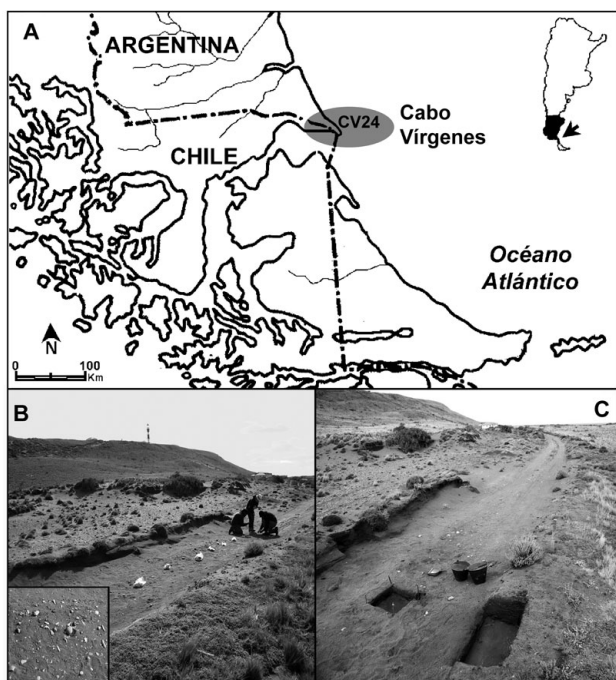 A
ARGENTINA
CV24
Cabo
Vírgenes
CHILE
Océano
Atlántico
N
0 100
Km
B
C